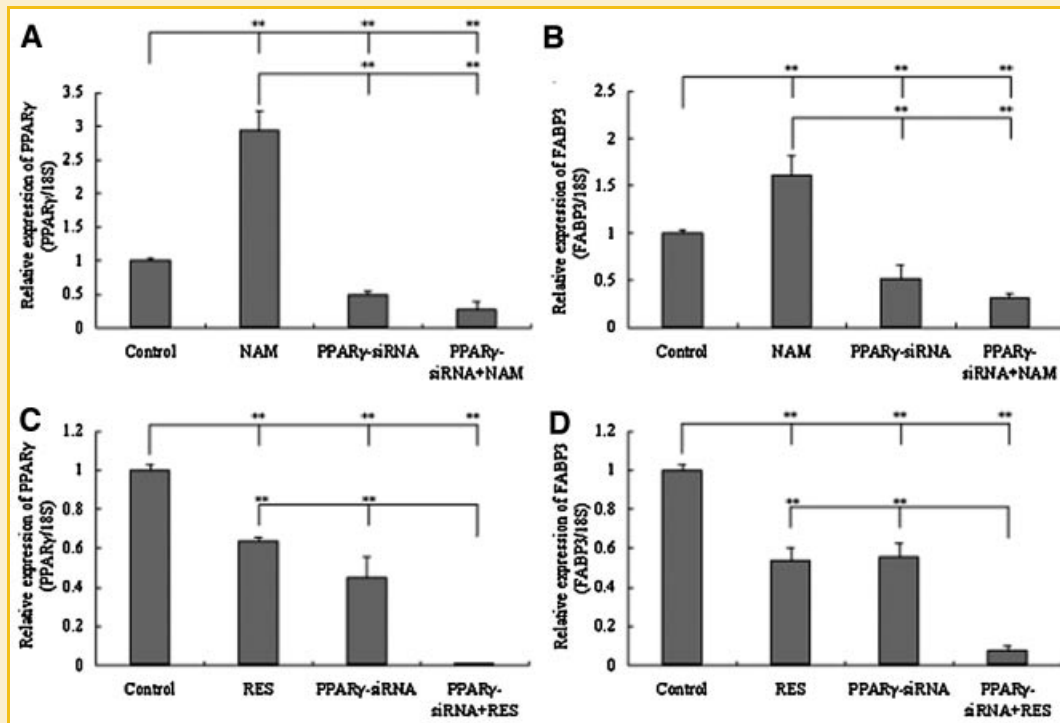 A
** ** **
** **
Relative expression of PPARγ
(PPARγ/18S)
3.5
3
2.5
2
1.5
1
0.5
0
Control NAM PPARγ-siRNA PPARγ-
siRNA+NAM
B
** ** **
** **
Relative expression of FABP3
(FABP3/18S)
2.5
2
1.5
1
0.5
0
Control NAM PPARγ-siRNA PPARγ-
siRNA+NAM
C
** ** **
** **
Relative expression of PPARγ
(PPARγ/18S)
1.2
1
0.8
0.6
0.4
0.2
0
Control RES PPARγ-siRNA PPARγ-
siRNA+RES
D
** ** **
** **
Relative expression of FABP3
(FABP3/18S)
1.2
1
0.8
0.6
0.4
0.2
0
Control RES PPARγ-siRNA PPARγ-
siRNA+RES